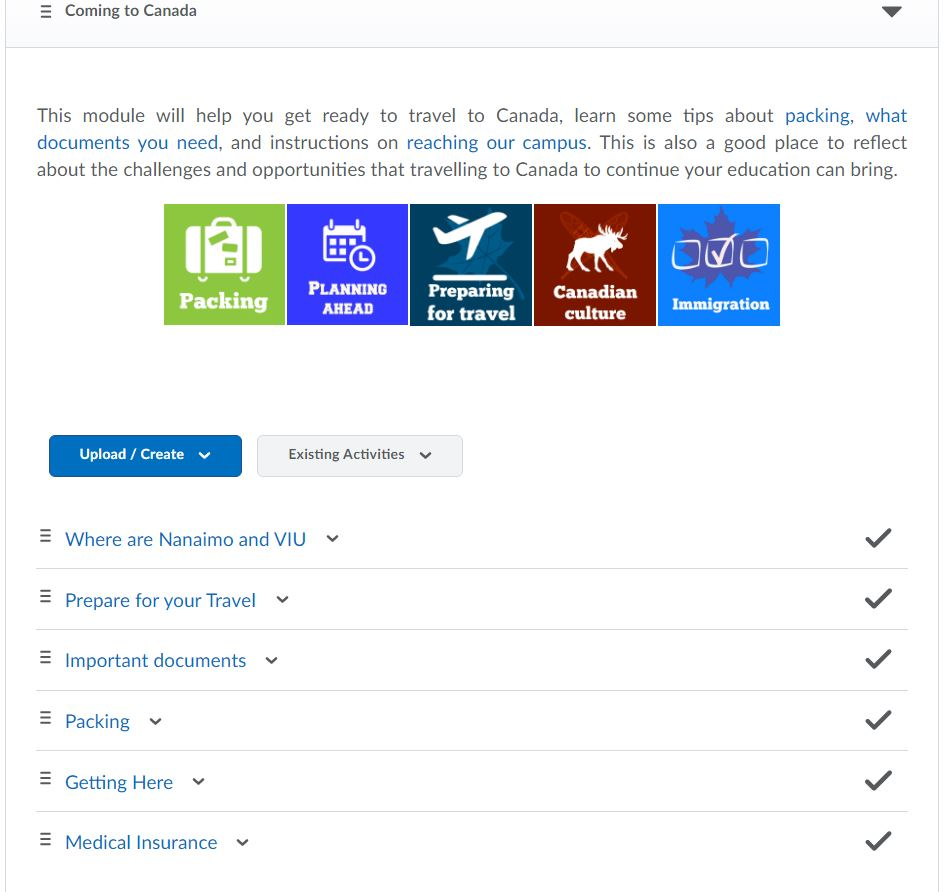 Coming to Canada
This module will help you get ready to travel to Canada, learn some tips about packing, what
documents you need, and instructions on reaching our campus. This is also a good place to reflect
about the challenges and opportunities that travelling to Canada to continue your education can bring.
Packing
PLANNING
AHEAD
Preparing
for travel
Canadian
culture
Immigration
Upload / Create
Existing Activities
Where are Nanaimo and VIU
Prepare for your Travel
Important documents
Packing
Getting Here
Medical Insurance